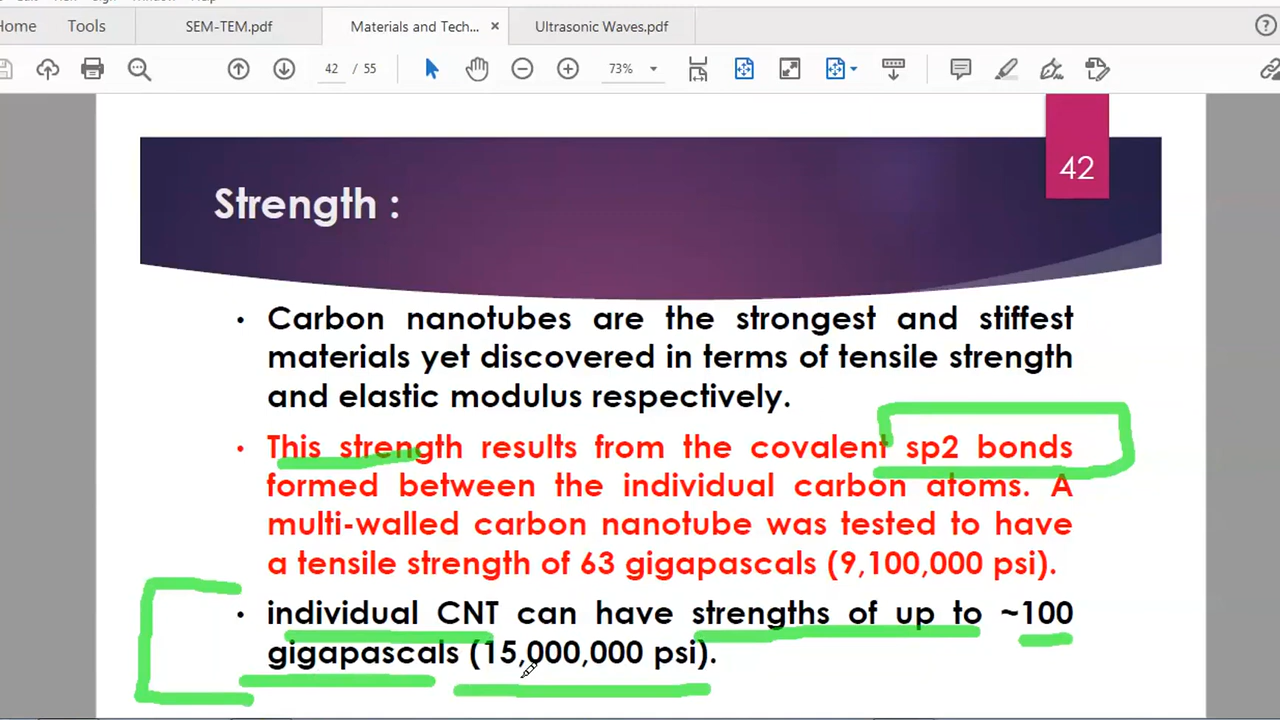 Home Tools SEM-TEM.pdf Materials and Tech... × Ultrasonic Waves.pdf
42 / 55 73%
42
Strength :
• Carbon nanotubes are the strongest and stiffest
materials yet discovered in terms of tensile strength
and elastic modulus respectively.
• This strength results from the covalent sp2 bonds
formed between the individual carbon atoms. A
multi-walled carbon nanotube was tested to have
a tensile strength of 63 gigapascals (9,100,000 psi).
• individual CNT can have strengths of up to ~100
gigapascals (15,000,000 psi).